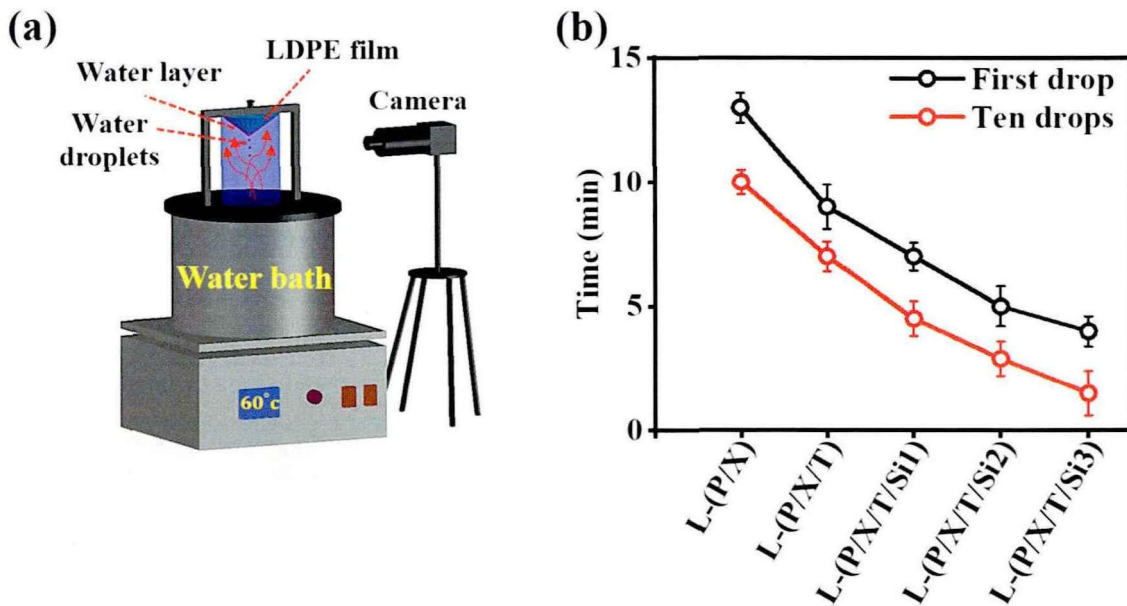 (a)
LDPE film
Water layer
Water
droplets
Camera
Water bath
60°c
(b)
15
10
5
0
Time (min)
First drop
Ten drops
L-(P/X)
L-(P/X/T)
L-(P/X/T/Si1)
L-(P/X/T/Si2)
L-(P/X/T/Si3)